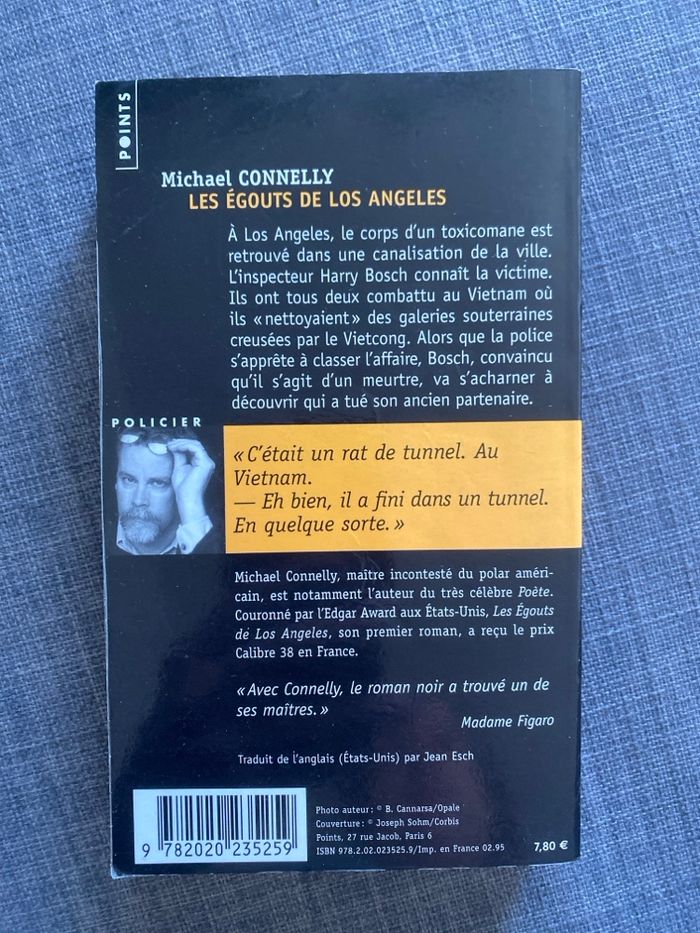 POINTS
Michael CONNELLY
LES ÉGOUTS DE LOS ANGELES
À Los Angeles, le corps d'un toxicomane est
retrouvé dans une canalisation de la ville.
L'inspecteur Harry Bosch connaît la victime.
Ils ont tous deux combattu au Vietnam où
ils « nettoyaient » des galeries souterraines
creusées par le Vietcong. Alors que la police
s'apprête à classer l'affaire, Bosch, convaincu
qu'il s'agit d'un meurtre, va s'acharner à
découvrir qui a tué son ancien partenaire.
POLICIER
« C'était un rat de tunnel. Au
Vietnam.
— Eh bien, il a fini dans un tunnel.
En quelque sorte. »
Michael Connelly, maître incontesté du polar améri-
cain, est notamment l'auteur du très célèbre Poète.
Couronné par l'Edgar Award aux États-Unis, Les Égouts
de Los Angeles, son premier roman, a reçu le prix
Calibre 38 en France.
« Avec Connelly, le roman noir a trouvé un de
ses maîtres. »
Madame Figaro
Traduit de l'anglais (États-Unis) par Jean Esch
Photo auteur : © B. Cannarsa/Opale
Couverture : © Joseph Sohm/Corbis
Points, 27 rue Jacob, Paris 6
ISBN 978.2.02.023525.9/Imp. en France 02.95
7,80 €
9 782020 235259